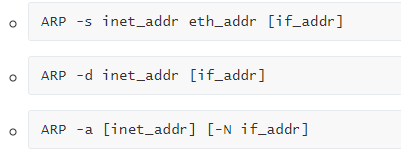 ARP -s inet_addr eth_addr [if_addr]
ARP -d inet_addr [if_addr]
ARP -a [inet_addr] [-N if_addr]